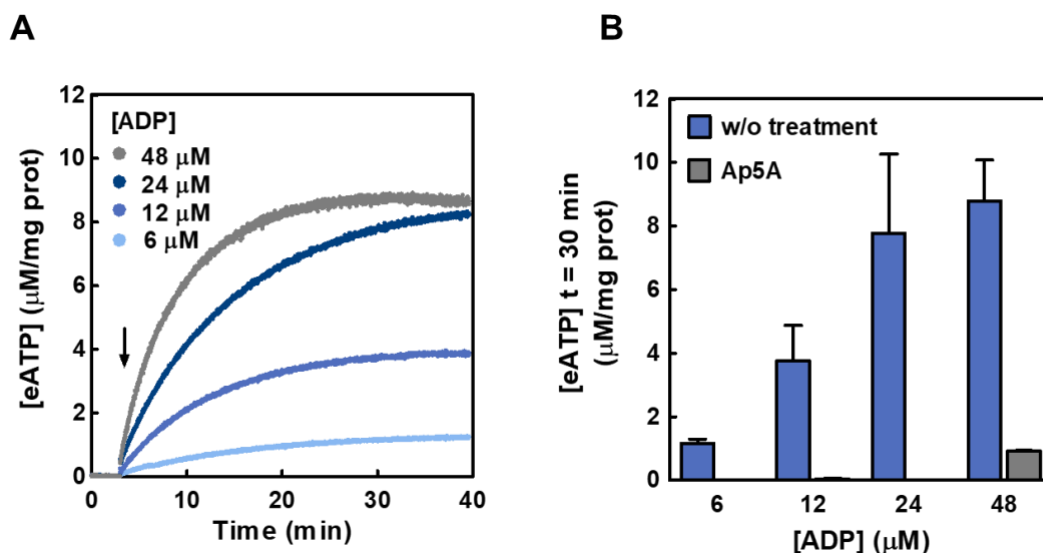 A
[eATP] (μM/mg prot)
12
10
8
6
4
2
0
[ADP]
48 μM
24 μM
12 μM
6 μM
0 10 20 30 40
Time (min)
B
[eATP] t = 30 min
(μM/mg prot)
12
10
8
6
4
2
0
w/o treatment
Ap5A
6 12 24 48
[ADP] (μM)